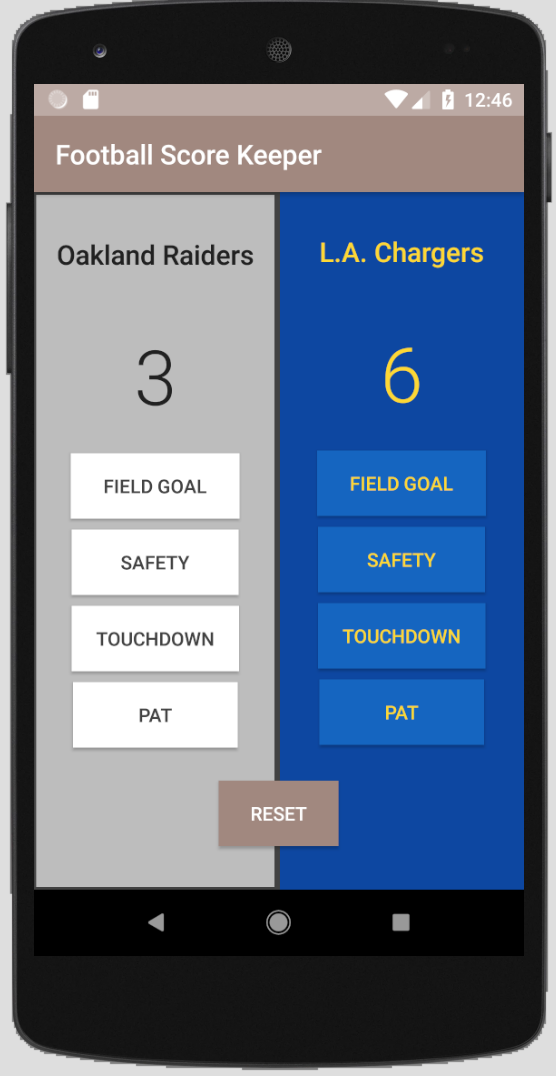 12:46
Football Score Keeper
Oakland Raiders
L.A. Chargers
3
6
FIELD GOAL
FIELD GOAL
SAFETY
SAFETY
TOUCHDOWN
TOUCHDOWN
PAT
PAT
RESET